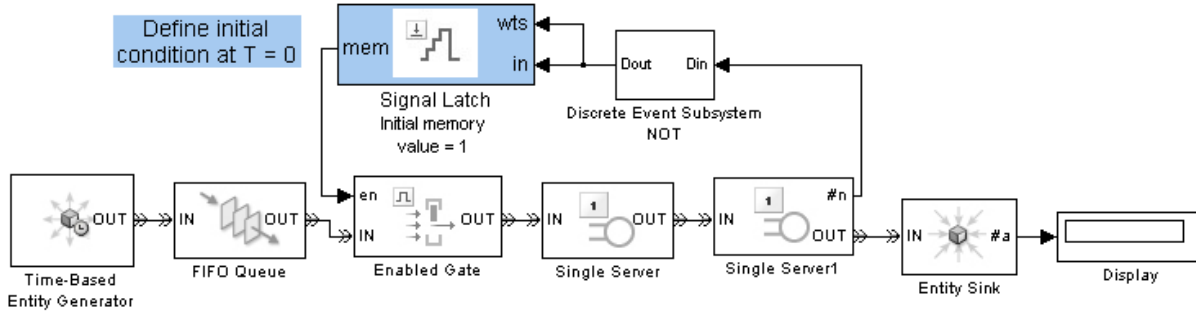 Define initial
condition at T = 0
mem
wts
in
Signal Latch
Initial memory
value = 1
Dout
Din
Discrete Event Subsystem
NOT
OUT
Time-Based
Entity Generator
IN
OUT
FIFO Queue
en
IN
OUT
Enabled Gate
IN
1
OUT
Single Server
IN
1
#n
OUT
Single Server1
IN
#a
Entity Sink
Display